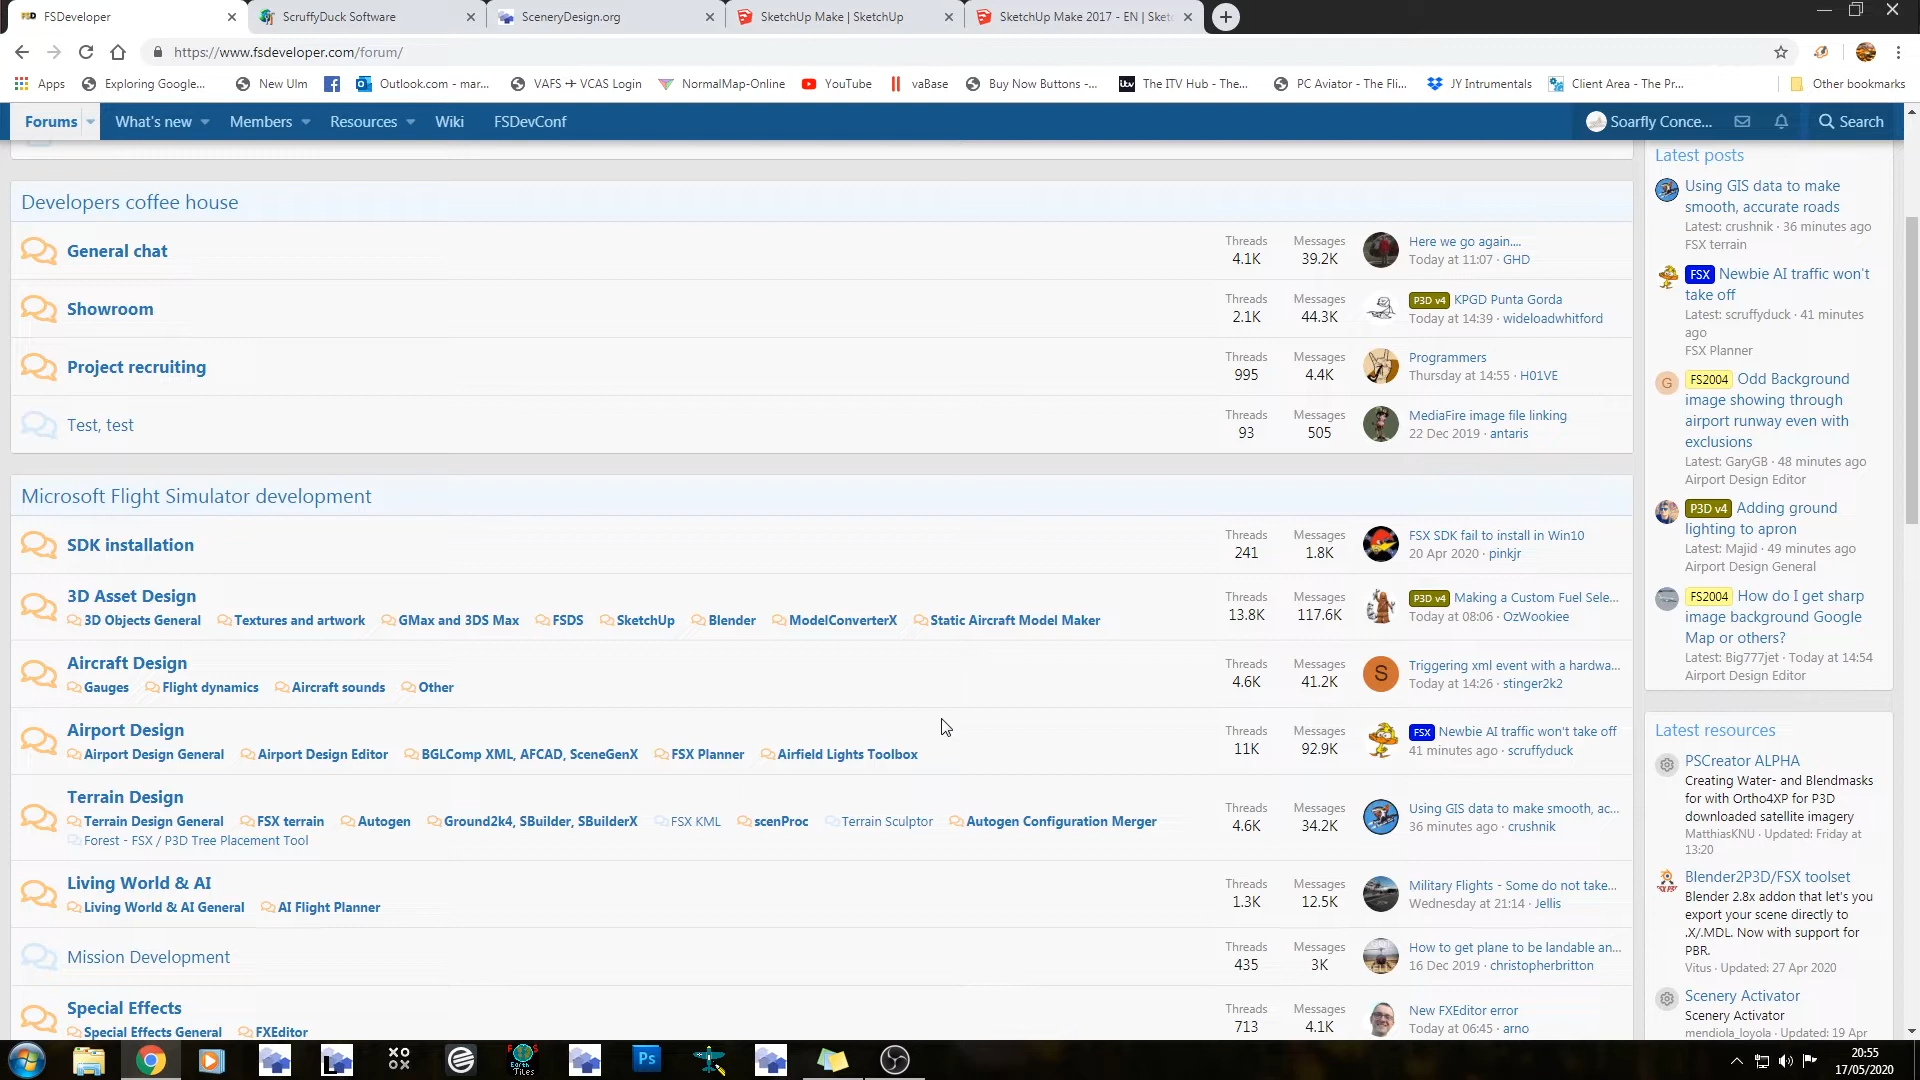 FSDeveloper
ScruffyDuck Software
SceneryDesign.org
SketchUp Make | SketchUp
SketchUp Make 2017 - EN | Sket
https://www.fsdeveloper.com/forum/
Apps
Exploring Google...
New Ulm
Outlook.com - mar...
VAFS ✈ VCAS Login
NormalMap-Online
YouTube
vaBase
Buy Now Buttons -...
The ITV Hub - The...
PC Aviator - The Fli...
JY Intrumentals
Client Area - The Pr...
Other bookmarks
Forums
What's new
Members
Resources
Wiki
FSDevConf
Soarfly Conce...
Search
Developers coffee house
General chat
Threads
4.1K
Messages
39.2K
Here we go again....
Today at 11:07 · GHD
Showroom
Threads
2.1K
Messages
44.3K
P3D v4 KPGD Punta Gorda
Today at 14:39 · wideloadwhitford
Project recruiting
Threads
995
Messages
4.4K
Programmers
Thursday at 14:55 · H01VE
Test, test
Threads
93
Messages
505
MediaFire image file linking
22 Dec 2019 · antaris
Microsoft Flight Simulator development
SDK installation
Threads
241
Messages
1.8K
FSX SDK fail to install in Win10
20 Apr 2020 · pinkjr
3D Asset Design
3D Objects General Textures and artwork GMax and 3DS Max FSDS SketchUp Blender ModelConverterX Static Aircraft Model Maker
Threads
13.8K
Messages
117.6K
P3D v4 Making a Custom Fuel Sele...
Today at 08:06 · OzWookiee
Aircraft Design
Gauges Flight dynamics Aircraft sounds Other
Threads
4.6K
Messages
41.2K
S
Triggering xml event with a hardwa...
Today at 14:26 · stinger2k2
Airport Design
Airport Design General Airport Design Editor BGLComp XML, AFCAD, SceneGenX FSX Planner Airfield Lights Toolbox
Threads
11K
Messages
92.9K
FSX Newbie AI traffic won't take off
41 minutes ago · scruffyduck
Terrain Design
Terrain Design General FSX terrain Autogen Ground2k4, SBuilder, SBuilderX FSX KML scenProc Terrain Sculptor Autogen Configuration Merger
Forest - FSX / P3D Tree Placement Tool
Threads
4.6K
Messages
34.2K
Using GIS data to make smooth, ac...
36 minutes ago · crushnik
Living World & AI
Living World & AI General AI Flight Planner
Threads
1.3K
Messages
12.5K
Military Flights - Some do not take...
Wednesday at 21:14 · Jellis
Mission Development
Threads
435
Messages
3K
How to get plane to be landable an...
16 Dec 2019 · christopherbritton
Special Effects
Special Effects General FXEditor
Threads
713
Messages
4.1K
New FXEditor error
Today at 06:45 · arno
Latest posts
Using GIS data to make
smooth, accurate roads
Latest: crushnik · 36 minutes ago
FSX terrain
FSX Newbie AI traffic won't
take off
Latest: scruffyduck · 41 minutes
ago
FSX Planner
G
FS2004 Odd Background
image showing through
airport runway even with
exclusions
Latest: GaryGB · 48 minutes ago
Airport Design Editor
P3D v4 Adding ground
lighting to apron
Latest: Majid · 49 minutes ago
Airport Design General
FS2004 How do I get sharp
image background Google
Map or others?
Latest: Big777jet · Today at 14:54
Airport Design Editor
Latest resources
PSCreator ALPHA
Creating Water- and Blendmasks
for with Ortho4XP for P3D
downloaded satellite imagery
MatthiasKNU · Updated: Friday at
13:20
Blender2P3D/FSX toolset
Blender 2.8x addon that let's you
export your scene directly to
.X/.MDL. Now with support for
PBR.
Vitus · Updated: 27 Apr 2020
Scenery Activator
Scenery Activator
mendiola_loyola · Updated: 19 Apr
Ps
20:55
17/05/2020